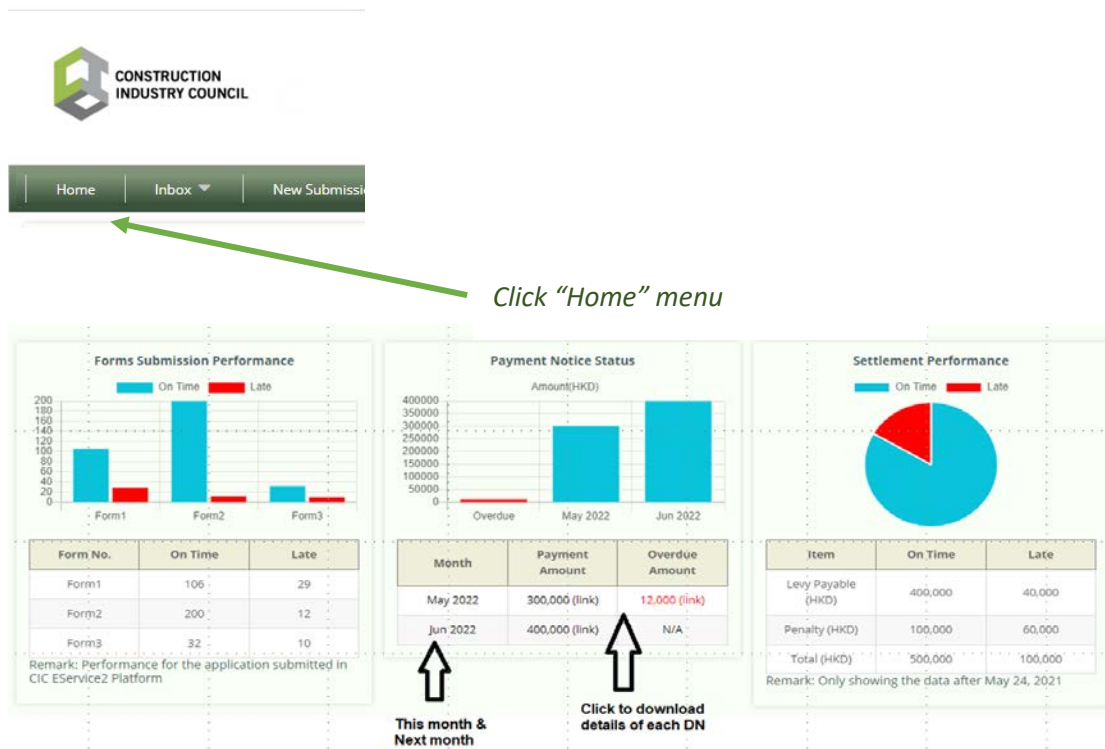 CONSTRUCTION
INDUSTRY COUNCIL
Home Inbox New Submissi
Click “Home” menu
Forms Submission Performance
On Time Late
200
180
160
140
120
100
80
60
40
20
0
Form1 Form2 Form3
Form No. On Time Late
Form1 106 29
Form2 200 12
Form3 32 10
Remark: Performance for the application submitted in
CIC EService2 Platform
Payment Notice Status
Amount(HKD)
400000
350000
300000
250000
200000
150000
100000
50000
0
Overdue May 2022 Jun 2022
Month Payment Amount Overdue Amount
May 2022 300,000 (link) 12,000 (link)
Jun 2022 400,000 (link) N/A
This month &
Next month
Click to download
details of each DN
Settlement Performance
On Time Late
Item On Time Late
Levy Payable (HKD) 400,000 40,000
Penalty (HKD) 100,000 60,000
Total (HKD) 500,000 100,000
Remark: Only showing the data after May 24, 2021